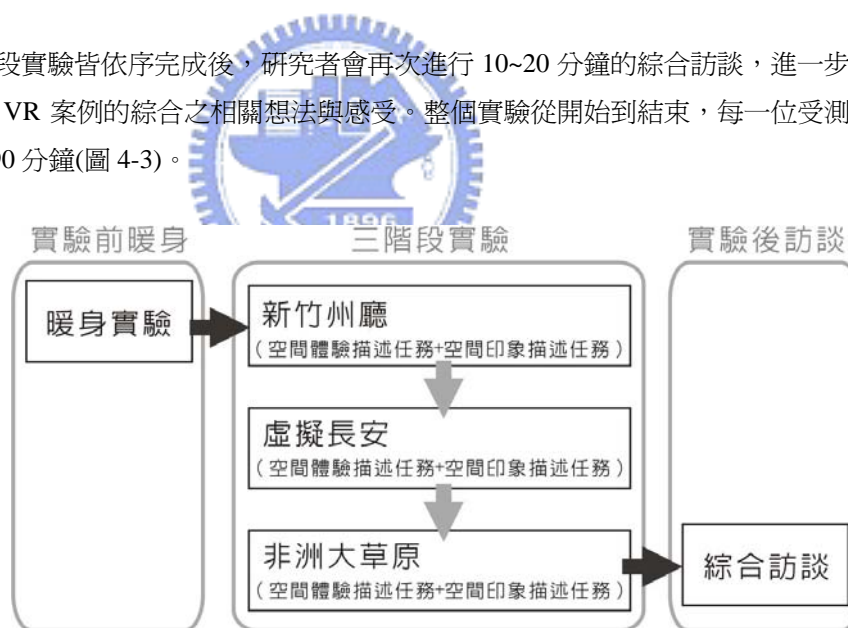 段實驗皆依序完成後，研究者會再次進行 10~20 分鐘的綜合訪談，進一步
VR 案例的綜合之相關想法與感受。整個實驗從開始到結束，每一位受測
90 分鐘(圖 4-3)。
1896
實驗前暖身 三階段實驗 實驗後訪談
暖身實驗
新竹州廳
（空間體驗描述任務+空間印象描述任務）
虛擬長安
（空間體驗描述任務+空間印象描述任務）
非洲大草原
（空間體驗描述任務+空間印象描述任務）
綜合訪談